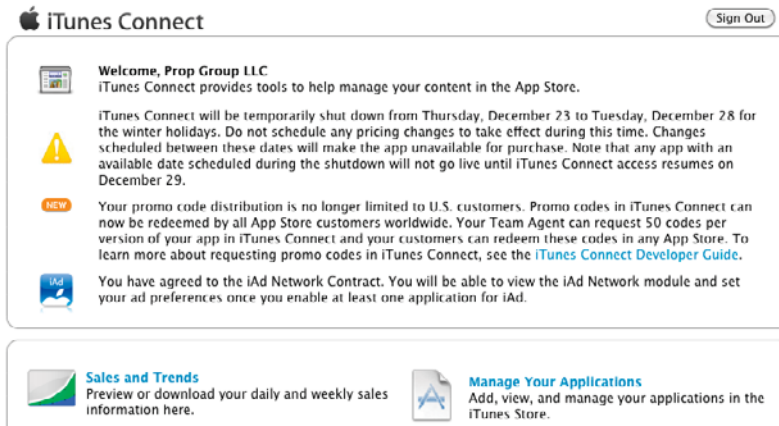 iTunes Connect
Sign Out
Welcome, Prop Group LLC
iTunes Connect provides tools to help manage your content in the App Store.
iTunes Connect will be temporarily shut down from Thursday, December 23 to Tuesday, December 28 for
the winter holidays. Do not schedule any pricing changes to take effect during this time. Changes
scheduled between these dates will make the app unavailable for purchase. Note that any app with an
available date scheduled during the shutdown will not go live until iTunes Connect access resumes on
December 29.
NEW
Your promo code distribution is no longer limited to U.S. customers. Promo codes in iTunes Connect can
now be redeemed by all App Store customers worldwide. Your Team Agent can request 50 codes per
version of your app in iTunes Connect and your customers can redeem these codes in any App Store. To
learn more about requesting promo codes in iTunes Connect, see the iTunes Connect Developer Guide.
iAd
You have agreed to the iAd Network Contract. You will be able to view the iAd Network module and set
your ad preferences once you enable at least one application for iAd.
Sales and Trends
Preview or download your daily and weekly sales
information here.
Manage Your Applications
Add, view, and manage your applications in the
iTunes Store.